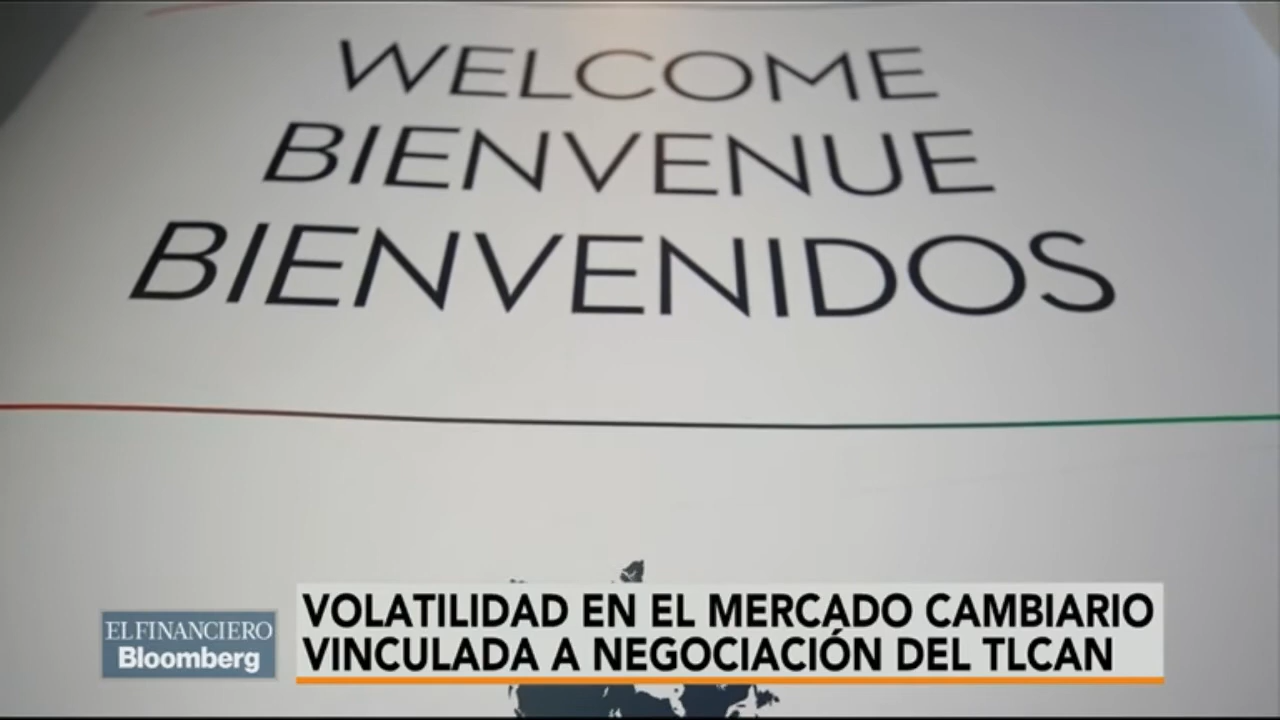 WELCOME
BIENVENUE
BIENVENIDOS
EL FINANCIERO
Bloomberg
VOLATILIDAD EN EL MERCADO CAMBIARIO
VINCULADA A NEGOCIACIÓN DEL TLCAN